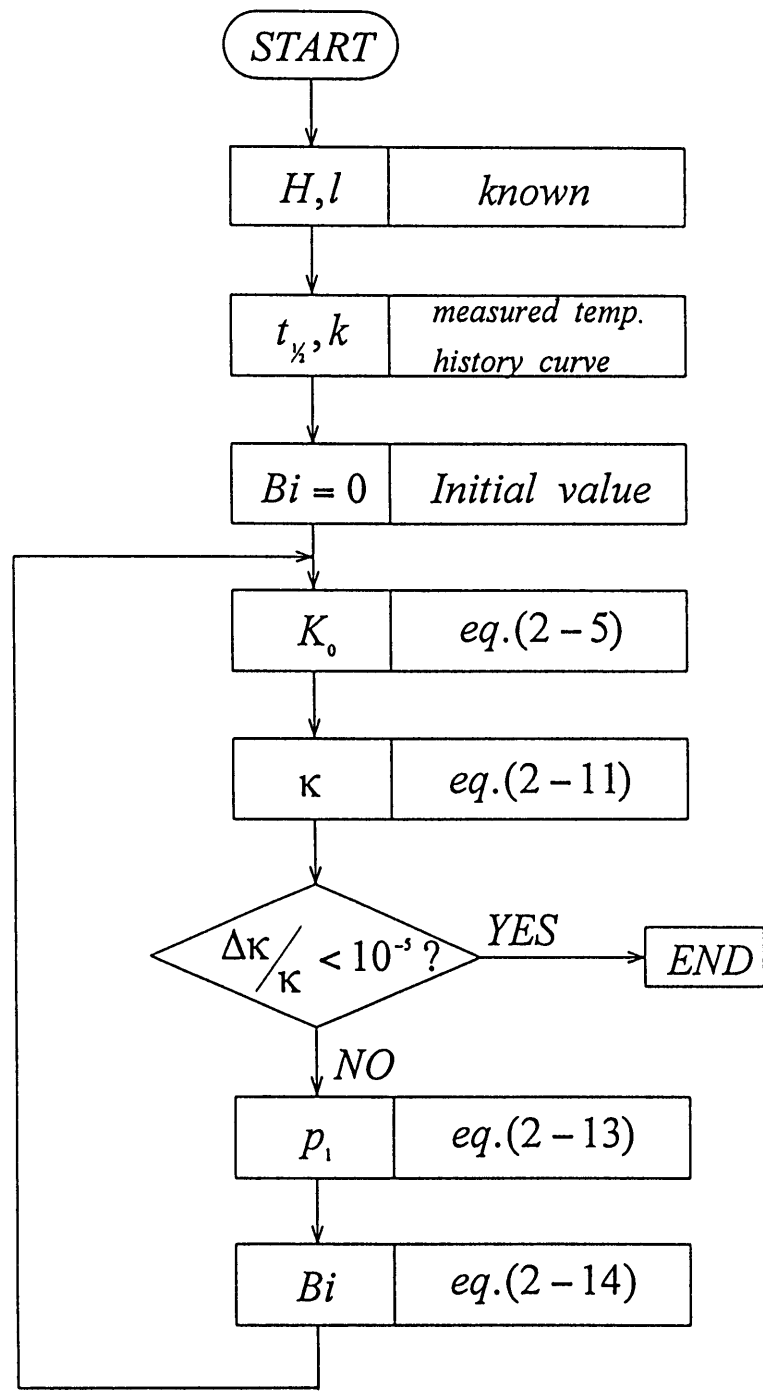 START
H,l known
t½,k measured temp.
history curve
Bi = 0 Initial value
K₀ eq.(2-5)
κ eq.(2-11)
Δκ/κ < 10⁻⁵ ? YES
END
NO
p₁ eq.(2-13)
Bi eq.(2-14)